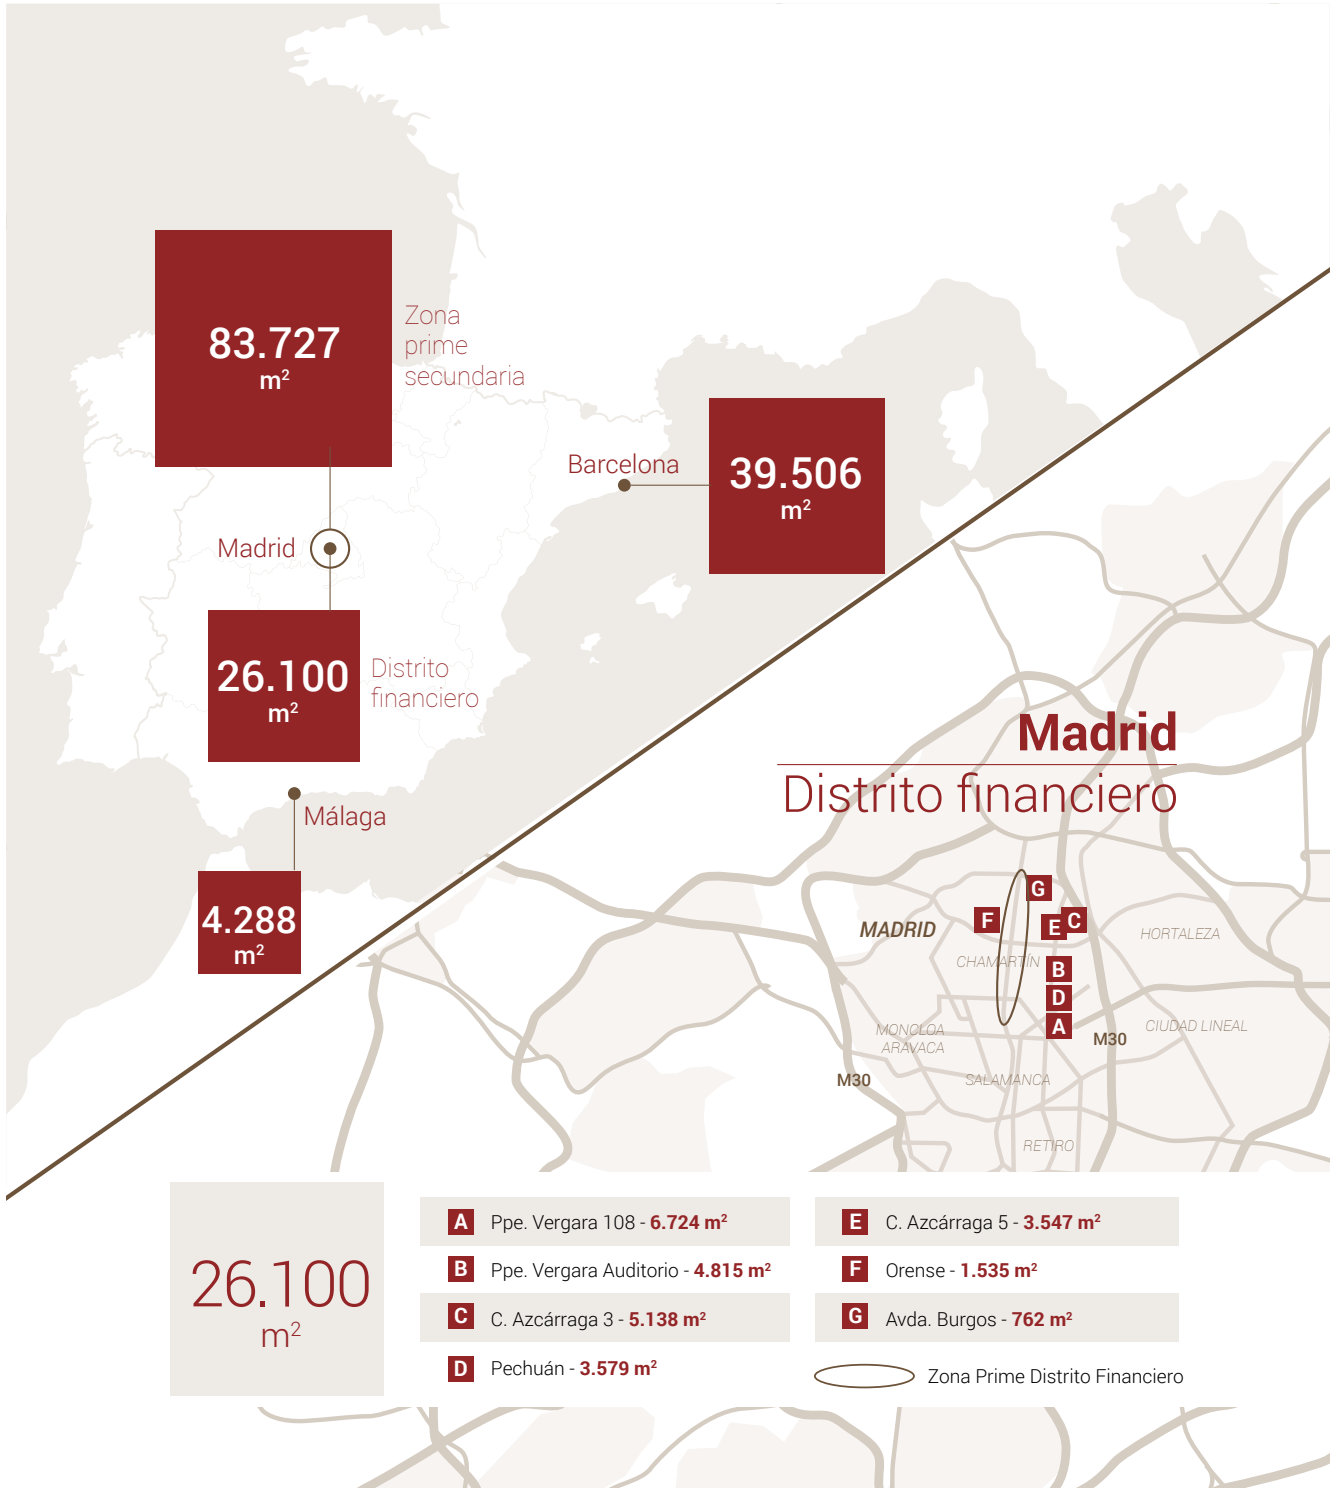 83.727
m²
Zona
prime
secundaria
Barcelona
39.506
m²
Madrid
26.100
m²
Distrito
financiero
Málaga
4.288
m²
Madrid
Distrito financiero
G
F
E
C
MADRID
HORTALEZA
CHAMARTÍN
B
D
A
MONCLOA
ARAVACA
CIUDAD LINEAL
M30
M30
SALAMANCA
RETIRO
26.100
m²
A Ppe. Vergara 108 - 6.724 m²
B Ppe. Vergara Auditorio - 4.815 m²
C C. Azcárraga 3 - 5.138 m²
D Pechuán - 3.579 m²
E C. Azcárraga 5 - 3.547 m²
F Orense - 1.535 m²
G Avda. Burgos - 762 m²
Zona Prime Distrito Financiero